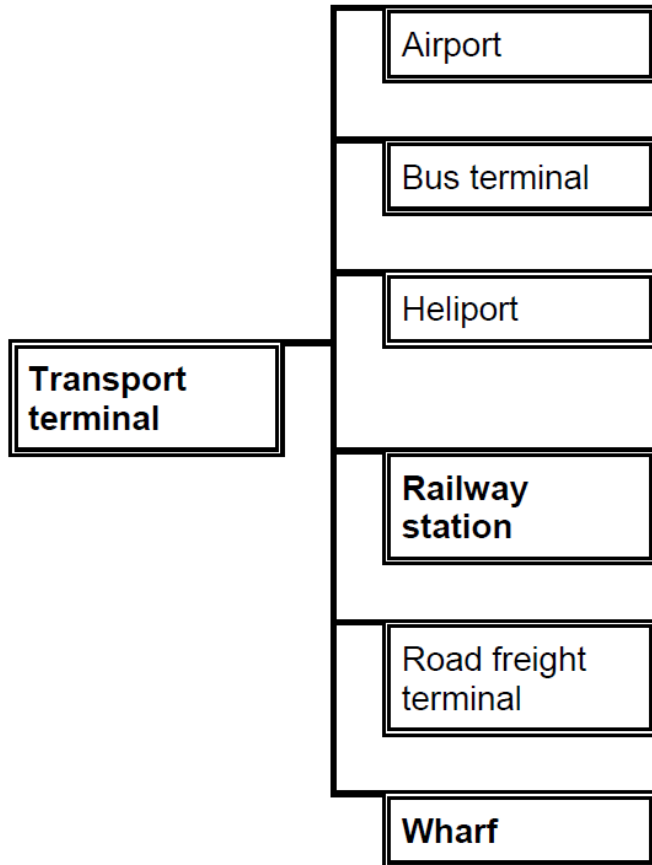 Airport
Bus terminal
Heliport
Transport
terminal
Railway
station
Road freight
terminal
Wharf